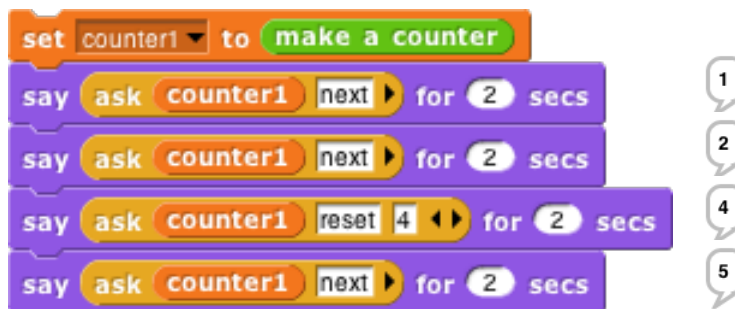 set counter1 to make a counter
say ask counter1 next for 2 secs 1
say ask counter1 next for 2 secs 2
say ask counter1 reset 4 for 2 secs 4
say ask counter1 next for 2 secs 5